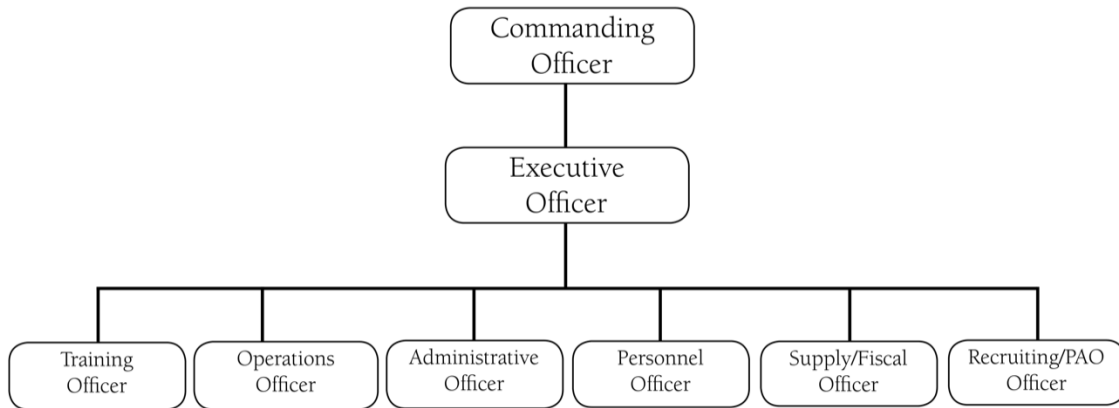 Commanding
Officer
Executive
Officer
Training
Officer
Operations
Officer
Administrative
Officer
Personnel
Officer
Supply/Fiscal
Officer
Recruiting/PAO
Officer